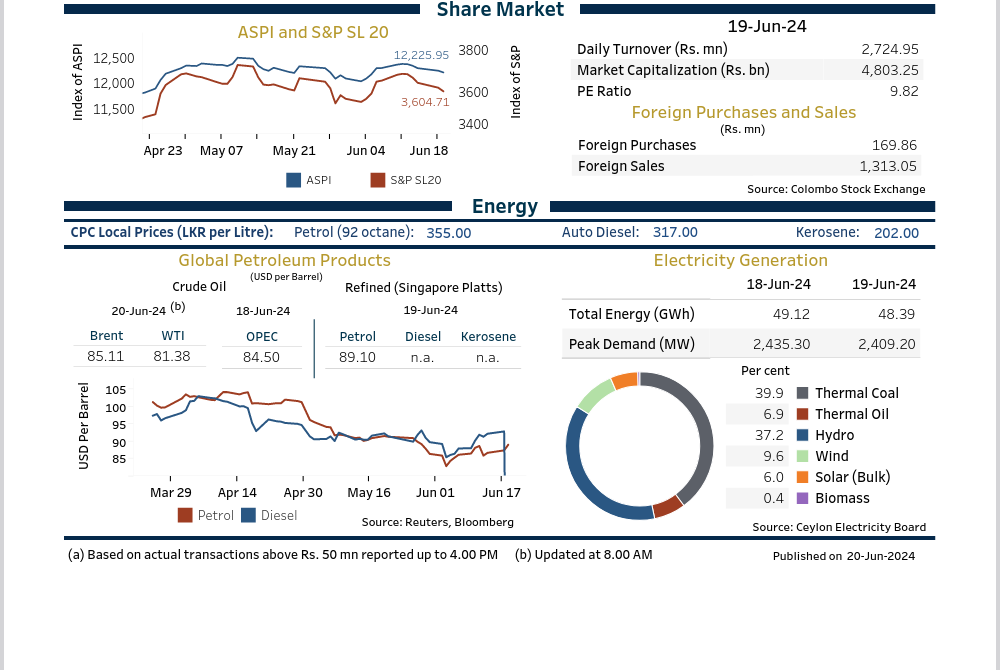 Share Market
ASPI and S&P SL 20
Index of ASPI
12,500
12,000
11,500
12,225.95
3,604.71
3800
3600
3400
Index of S&P
Apr 23 May 07 May 21 Jun 04 Jun 18
ASPI S&P SL20
19-Jun-24
Daily Turnover (Rs. mn) 2,724.95
Market Capitalization (Rs. bn) 4,803.25
PE Ratio 9.82
Foreign Purchases and Sales
(Rs. mn)
Foreign Purchases 169.86
Foreign Sales 1,313.05
Source: Colombo Stock Exchange
Energy
CPC Local Prices (LKR per Litre): Petrol (92 octane): 355.00 Auto Diesel: 317.00 Kerosene: 202.00
Global Petroleum Products
(USD per Barrel)
Crude Oil Refined (Singapore Platts)
20-Jun-24 (b) 18-Jun-24 19-Jun-24
Brent WTI OPEC Petrol Diesel Kerosene
85.11 81.38 84.50 89.10 n.a. n.a.
USD Per Barrel
105
100
95
90
85
Mar 29 Apr 14 Apr 30 May 16 Jun 01 Jun 17
Petrol Diesel
Source: Reuters, Bloomberg
Electricity Generation
18-Jun-24 19-Jun-24
Total Energy (GWh) 49.12 48.39
Peak Demand (MW) 2,435.30 2,409.20
Per cent
39.9 Thermal Coal
6.9 Thermal Oil
37.2 Hydro
9.6 Wind
6.0 Solar (Bulk)
0.4 Biomass
Source: Ceylon Electricity Board
(a) Based on actual transactions above Rs. 50 mn reported up to 4.00 PM (b) Updated at 8.00 AM Published on 20-Jun-2024